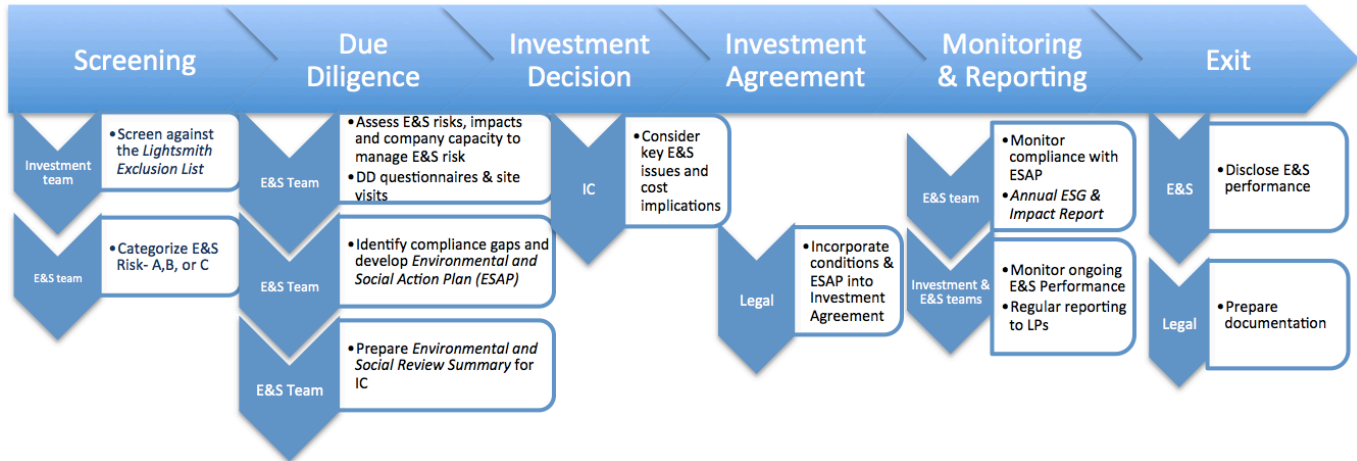 Screening
Due
Diligence
Investment
Decision
Investment
Agreement
Monitoring
& Reporting
Exit
Investment
team
•Screen against
the Lightsmith
Exclusion List
E&S team
•Categorize E&S
Risk- A,B, or C
E&S Team
•Assess E&S risks, impacts
and company capacity to
manage E&S risk
•DD questionnaires & site
visits
E&S Team
•Identify compliance gaps and
develop Environmental and
Social Action Plan (ESAP)
E&S Team
•Prepare Environmental and
Social Review Summary for
IC
IC
•Consider
key E&S
issues and
cost
implications
Legal
•Incorporate
conditions &
ESAP into
Investment
Agreement
E&S team
•Monitor
compliance with
ESAP
•Annual ESG &
Impact Report
Investment &
E&S teams
•Monitor ongoing
E&S Performance
•Regular reporting
to LPs
E&S
•Disclose E&S
performance
Legal
•Prepare
documentation